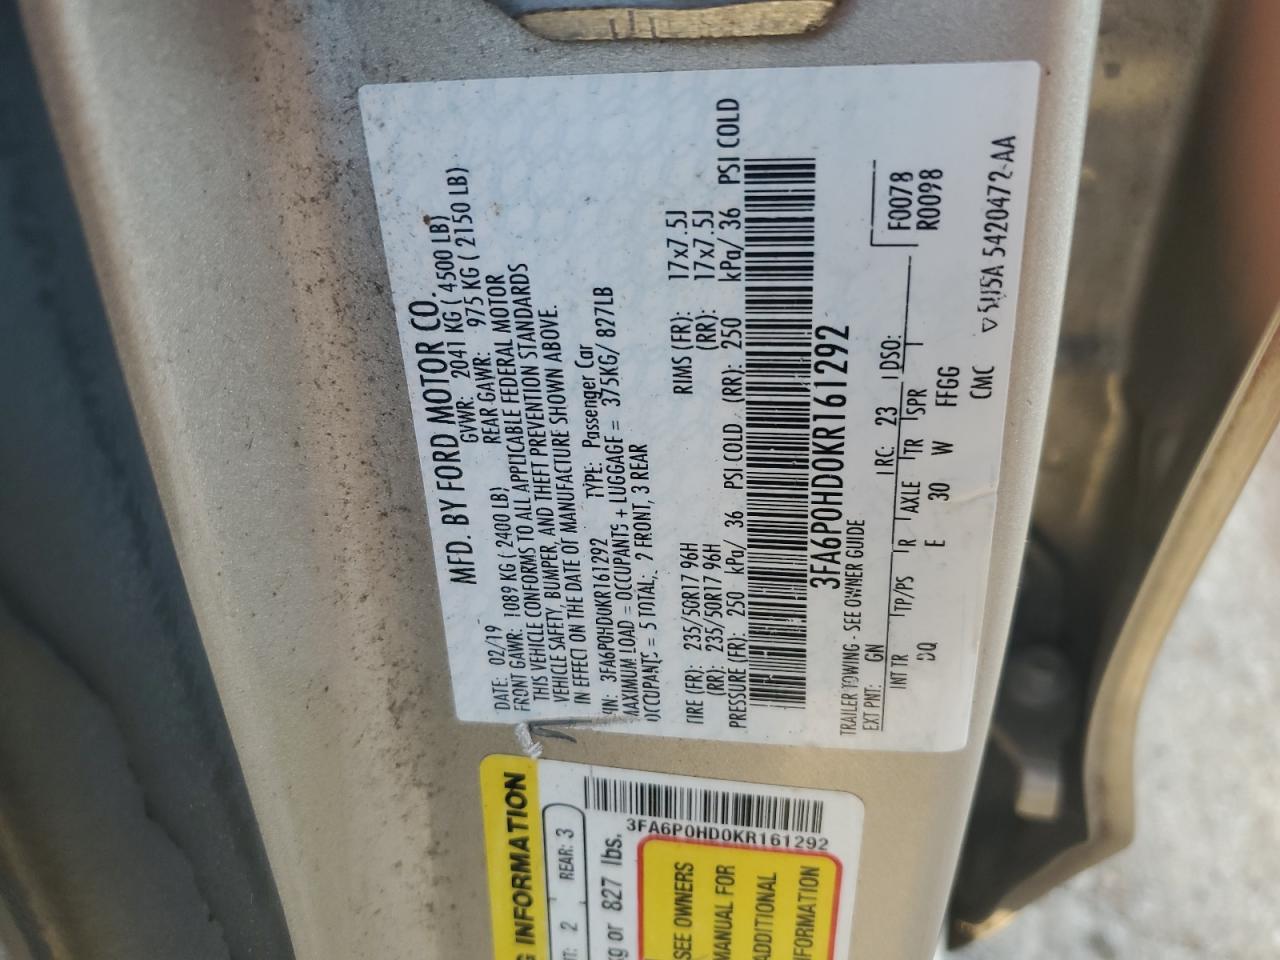 MFD. BY FORD MOTOR CO.
DATE: 02/19 GVWR: 2041 KG ( 4500 LB)
FRONT GAWR: 1089 KG ( 2400 LB) REAR GAWR: 975 KG ( 2150 LB)
THIS VEHICLE CONFORMS TO ALL APPLICABLE FEDERAL MOTOR
VEHICLE SAFETY, BUMPER, AND THEFT PREVENTION STANDARDS
IN EFFECT ON THE DATE OF MANUFACTURE SHOWN ABOVE.
VIN: 3FA6P0HD0KR161292 TYPE: Passenger Car
MAXIMUM LOAD = OCCUPANTS + LUGGAGE = 375KG/ 827LB
OCCUPANTS = 5 TOTAL, 2 FRONT, 3 REAR
TIRE (FR): 235/50R17 96H RIMS (FR): 17x7.5J
(RR): 235/50R17 96H (RR): 17x7.5J
PRESSURE (FR): 250 kPa/ 36 PSI COLD (RR): 250 kPa/ 36 PSI COLD
3FA6P0HD0KR161292
TRAILER TOWING - SEE OWNER GUIDE
EXT PNT: GN RC: 23 DSO: F0078
R0098
INT TR TP/PS R AXLE TR SPR
DQ E 30 W FFGG
CMC 5420472-AA
G INFORMATION
2 REAR: 3
kg or 827 lbs.
3FA6P0HD0KR161292
SEE OWNERS
MANUAL FOR
ADDITIONAL
INFORMATION